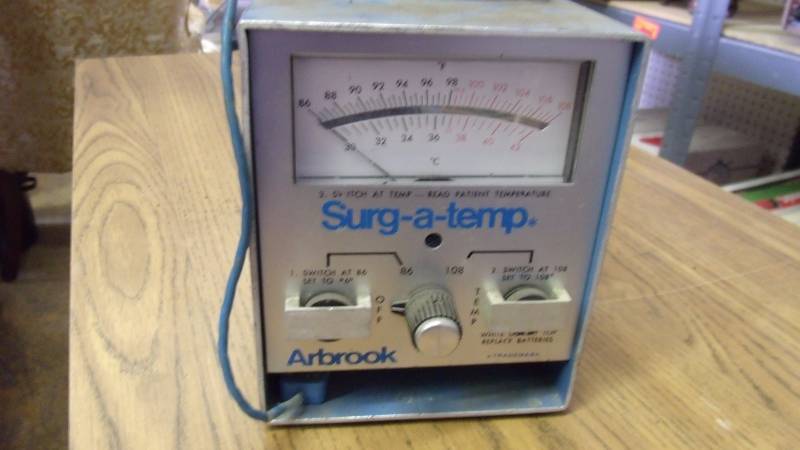 °F
86 88 90 92 94 96 98 100 102 104 106 108
30 32 34 36 38 40 42
°C
3. SWITCH AT TEMP — READ PATIENT TEMPERATURE
Surg-a-temp*
86 108
1. SWITCH AT 86
SET TO 86°
2. SWITCH AT 108
SET TO 108°
OFF
TEMP
REPLACE BATTERIES
Arbrook
*TRADEMARK